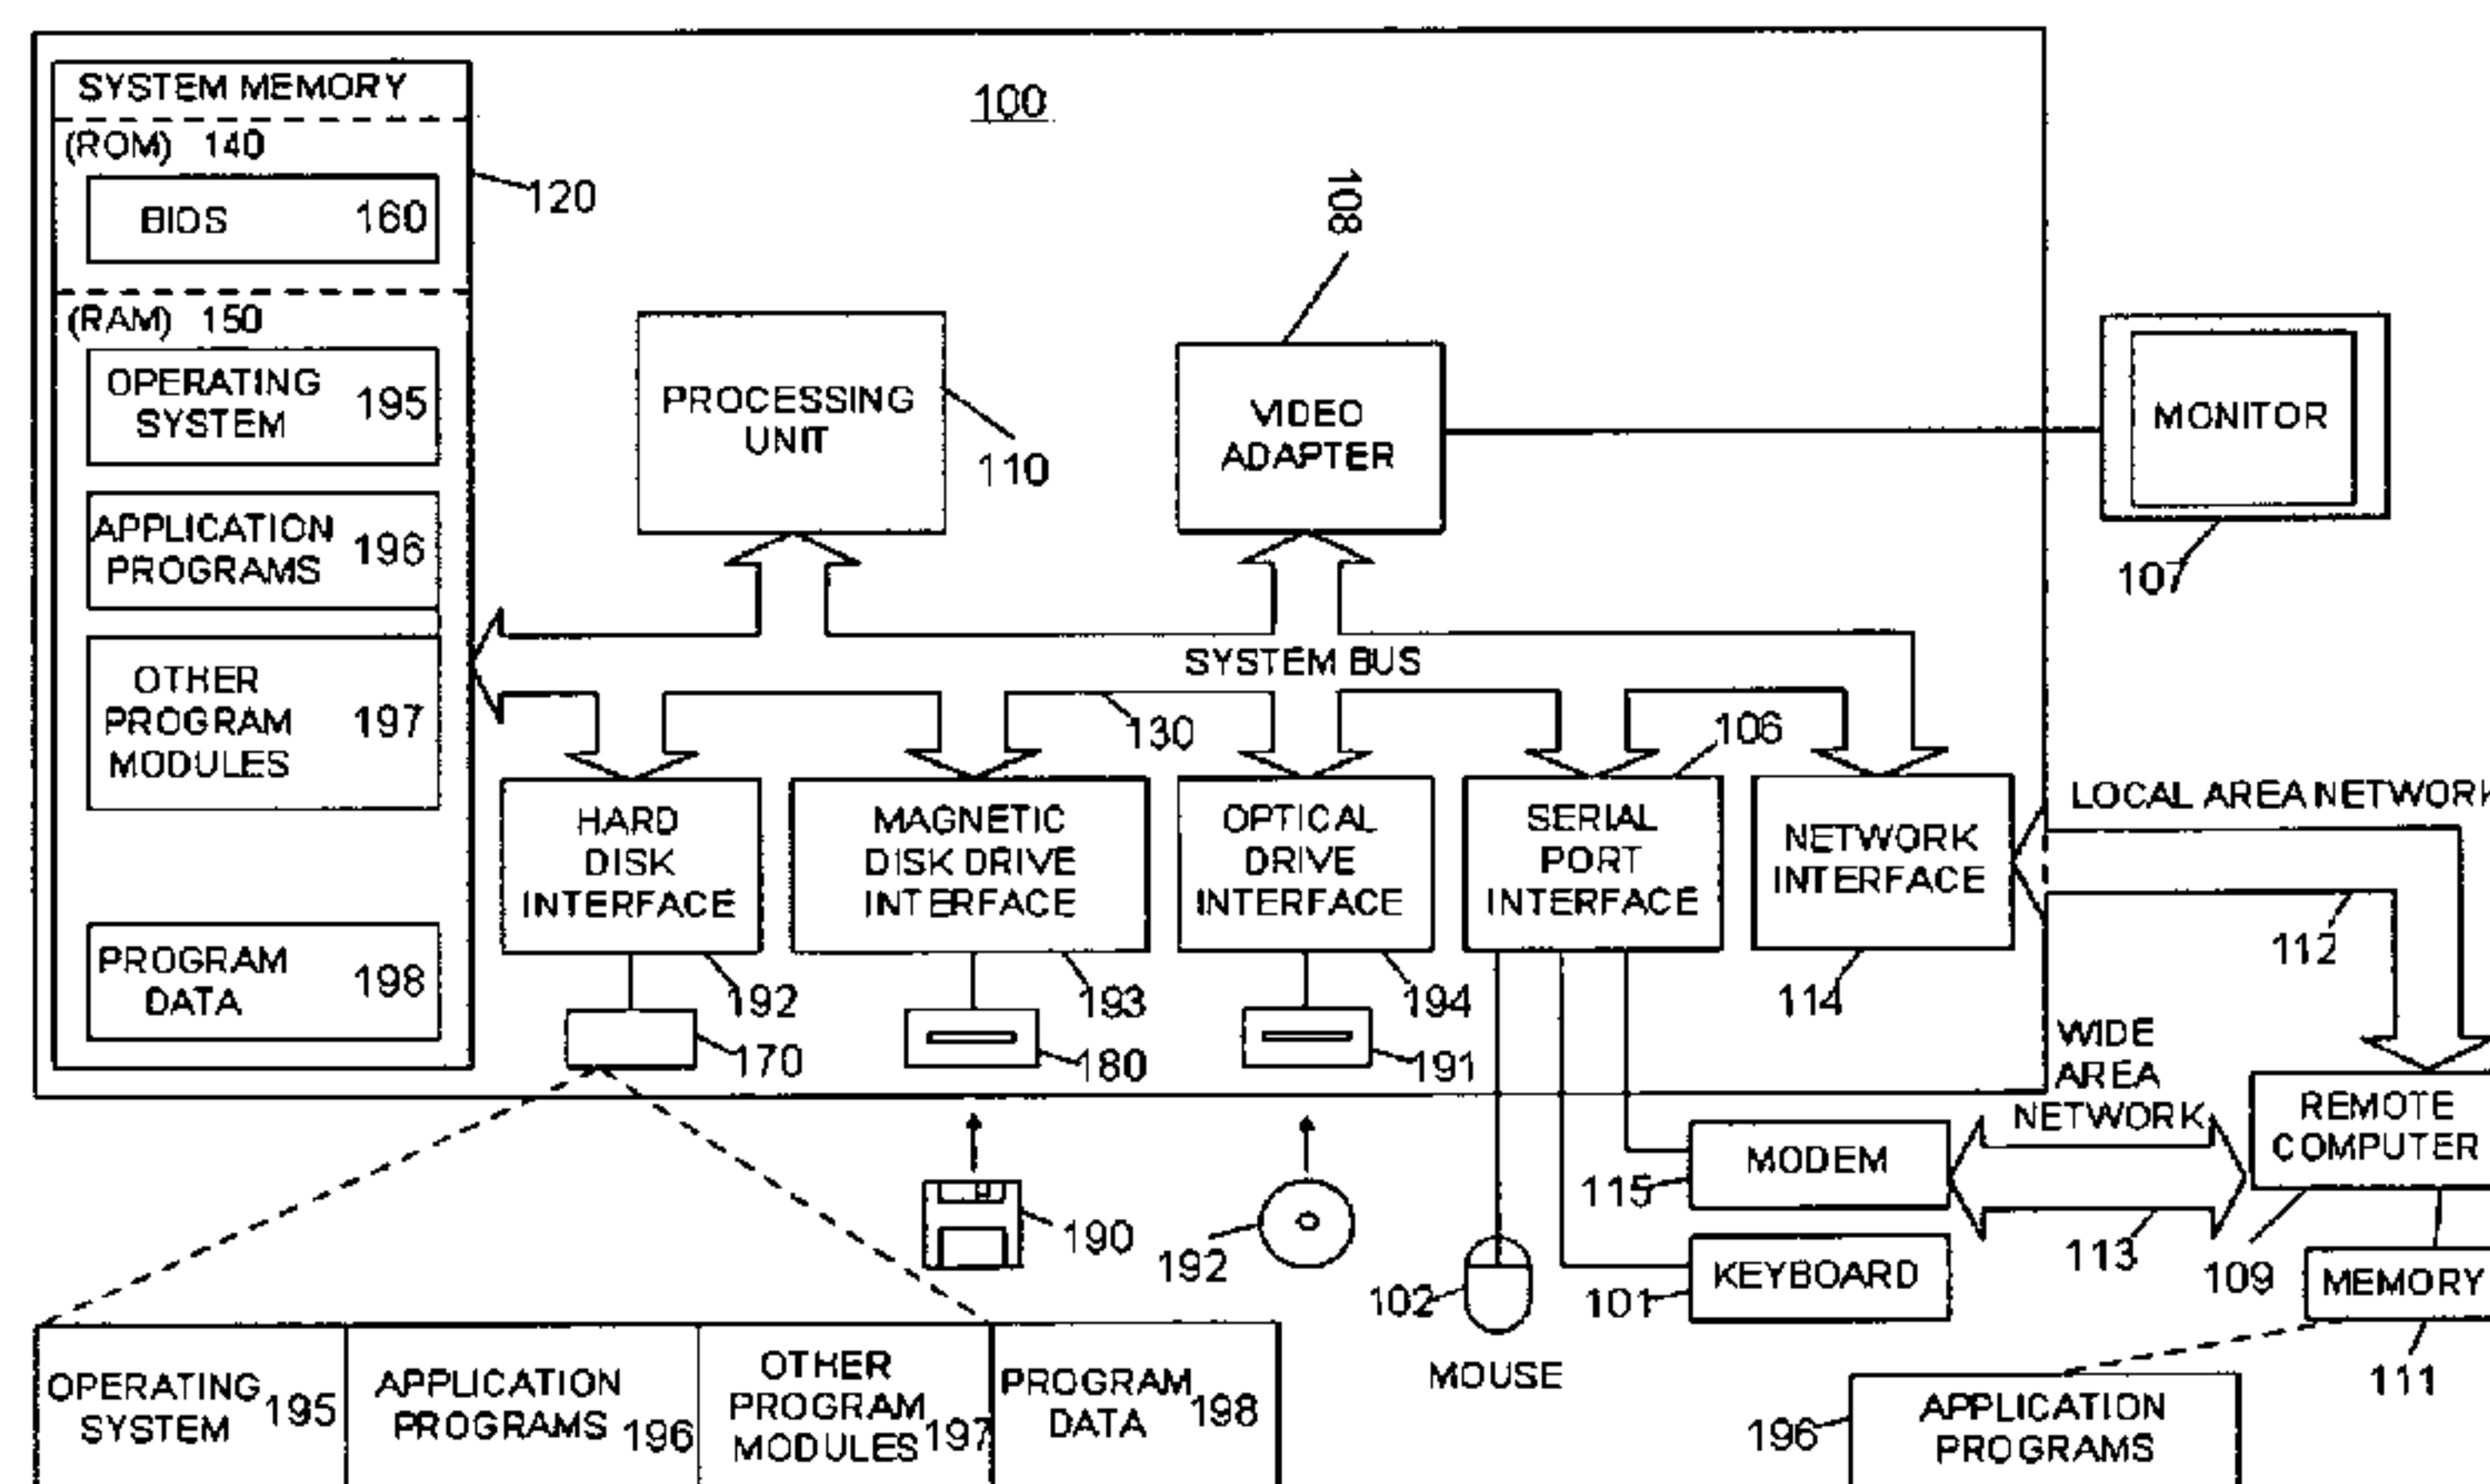 SYSTEM MEMORY
(ROM) 140
BIOS 160
120
(RAM) 150
OPERATING
SYSTEM 195
APPLICATION
PROGRAMS 196
OTHER
PROGRAM
MODULES 197
PROGRAM
DATA 198
100
108
PROCESSING
UNIT
110
VIDEO
ADAPTER
MONITOR
107
SYSTEM BUS
130
106
HARD
DISK
INTERFACE
MAGNETIC
DISK DRIVE
INTERFACE
OPTICAL
DRIVE
INTERFACE
SERIAL
PORT
INTERFACE
NETWORK
INTERFACE
LOCAL AREA NETWORK
112
192
193
194
114
170
180
191
WIDE
AREA
NETWORK
REMOTE
COMPUTER
MODEM
115
190
192
113
109
102
101
KEYBOARD
MEMORY
MOUSE
111
OPERATING
SYSTEM 195
APPLICATION
PROGRAMS 196
OTHER
PROGRAM
MODULES 197
PROGRAM
DATA 198
196
APPLICATION
PROGRAMS